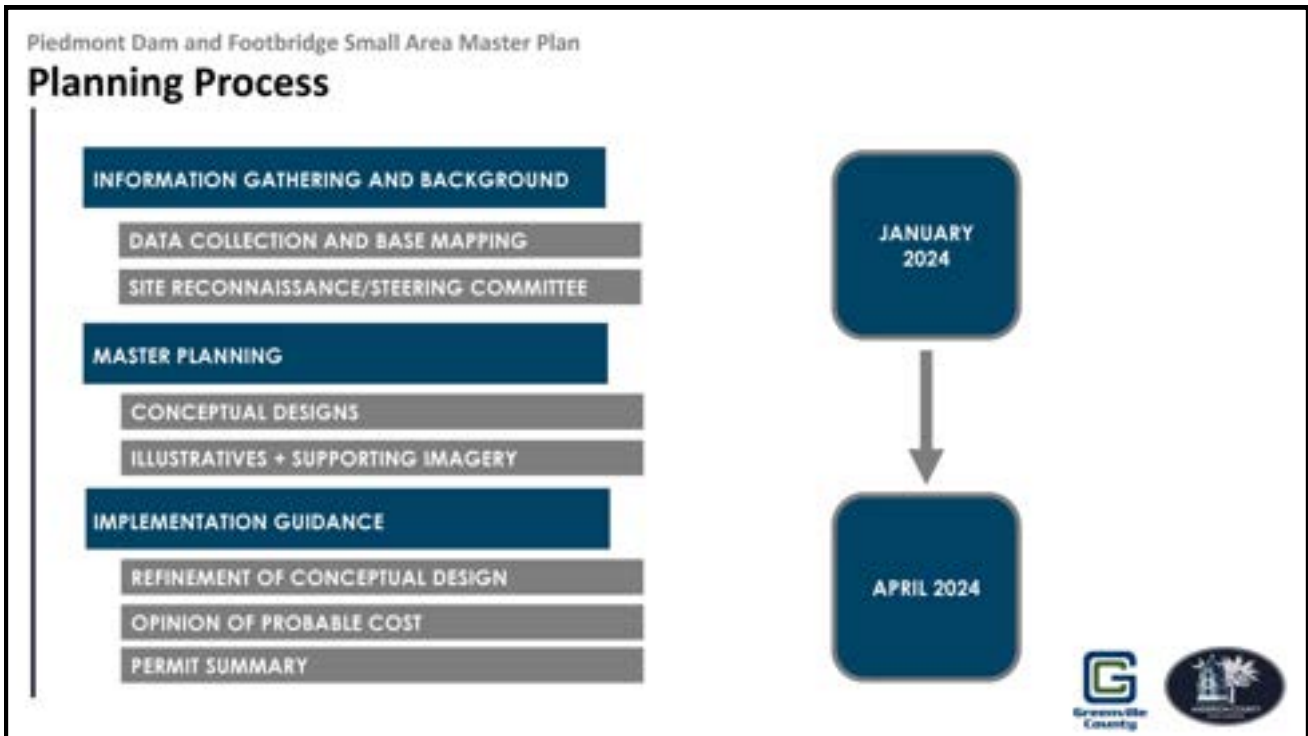 Piedmont Dam and Footbridge Small Area Master Plan
Planning Process
INFORMATION GATHERING AND BACKGROUND
DATA COLLECTION AND BASE MAPPING
SITE RECONNAISSANCE/STEERING COMMITTEE
MASTER PLANNING
CONCEPTUAL DESIGNS
ILLUSTRATIVES + SUPPORTING IMAGERY
IMPLEMENTATION GUIDANCE
REFINEMENT OF CONCEPTUAL DESIGN
OPINION OF PROBABLE COST
PERMIT SUMMARY
JANUARY
2024
APRIL 2024
Greenville
County
ANDERSON COUNTY